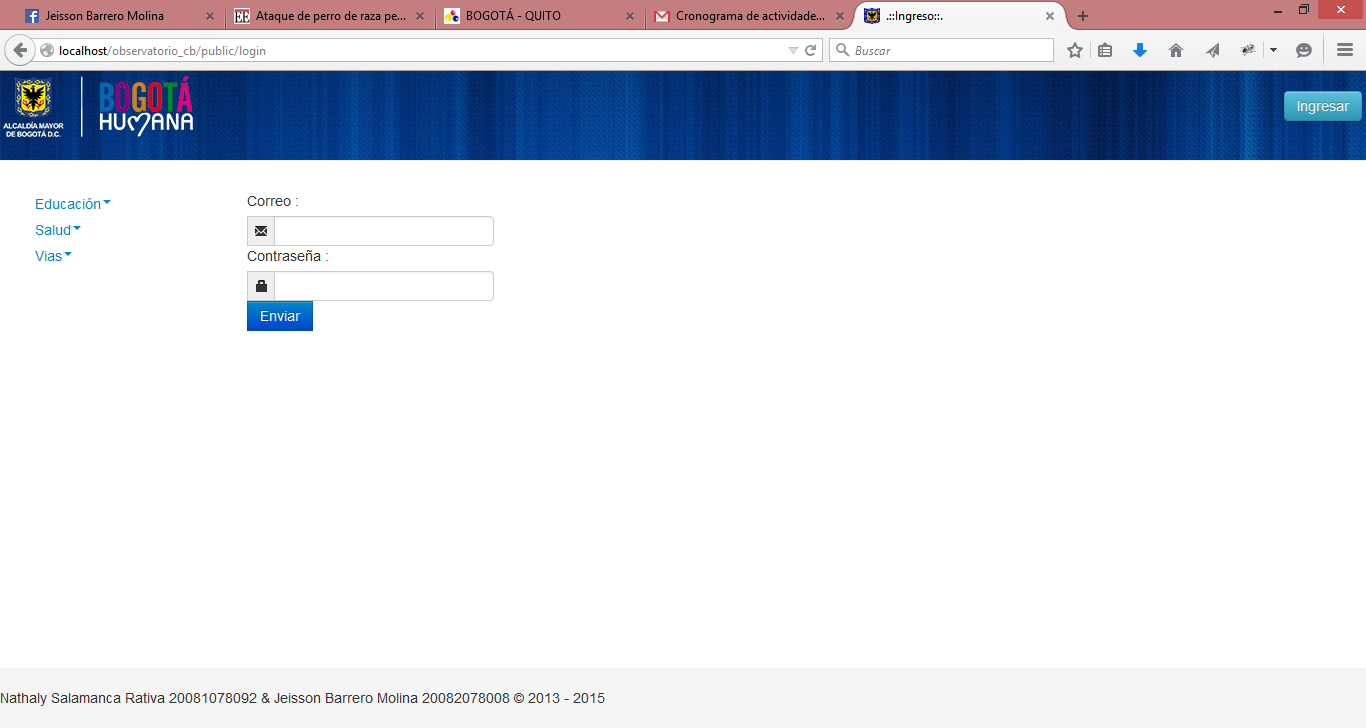 Jeisson Barrero Molina
EE Ataque de perro de raza pe...
BOGOTÁ - QUITO
Cronograma de actividade...
.::Ingreso::.
localhost/observatorio_cb/public/login
Buscar
ALCALDÍA MAYOR
DE BOGOTÁ D.C.
BOGOTÁ
HUMANA
Ingresar
Educación
Salud
Vias
Correo :
Contraseña :
Enviar
Nathaly Salamanca Rativa 20081078092 & Jeisson Barrero Molina 20082078008 © 2013 - 2015